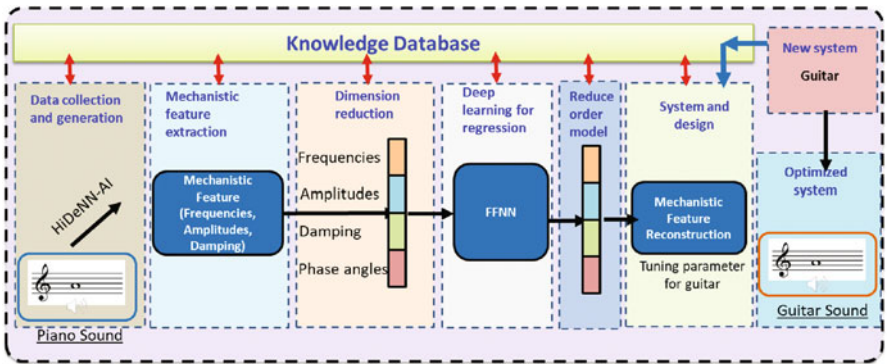 Knowledge Database
New system
Guitar
Data collection
and generation
HiDeNN-AI
Piano Sound
Mechanistic
feature
extraction
Mechanistic
Feature
(Frequencies,
Amplitudes,
Damping)
Dimension
reduction
Frequencies
Amplitudes
Damping
Phase angles
Deep
learning for
regression
FFNN
Reduce
order
model
System and
design
Mechanistic
Feature
Reconstruction
Tuning parameter
for guitar
Optimized
system
Guitar Sound